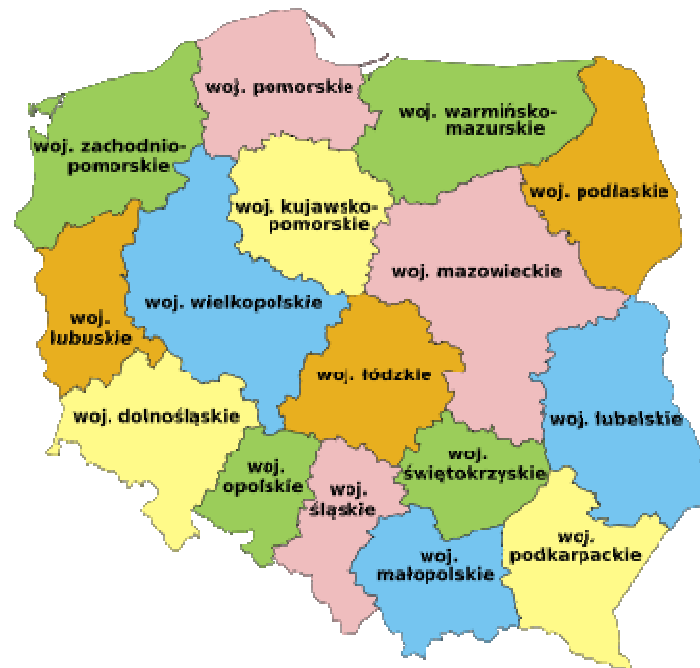 woj. pomorskie
woj. warmińsko-
mazurskie
woj. zachodnio-
pomorskie
woj. podlaskie
woj. kujawsko-
pomorskie
woj. mazowieckie
woj. wielkopolskie
woj.
lubuskie
woj. łódzkie
woj. dolnośląskie
woj. lubelskie
woj.
opolskie
woj.
świętokrzyskie
woj.
śląskie
woj.
podkarpackie
woj.
małopolskie